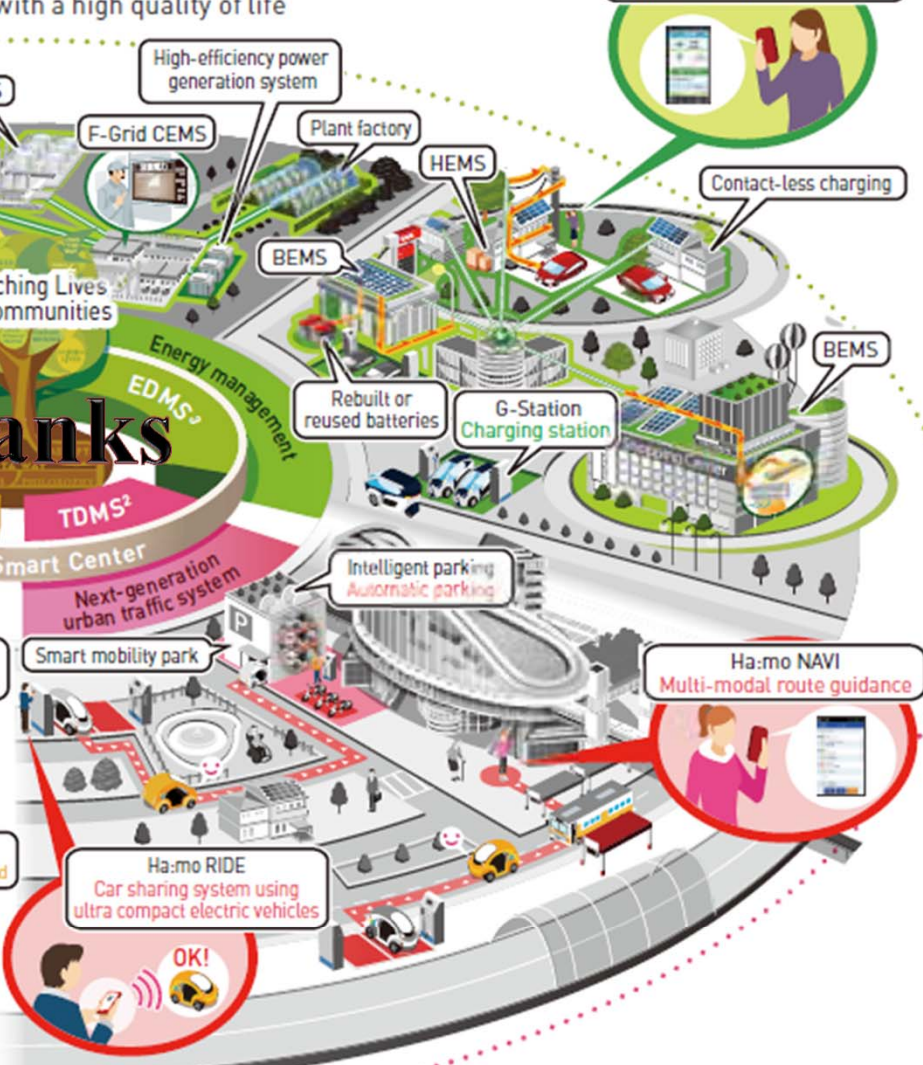 with a high quality of life
High-efficiency power
generation system
S
F-Grid CEMS
Plant factory
HEMS
Contact-less charging
BEMS
ching Lives
ommunities
Energy management
EDMS³
anks
Rebuilt or
reused batteries
G-Station
Charging station
BEMS
Shopping Center
TDMS²
Smart Center
Next-generation
urban traffic system
Intelligent parking
Automatic parking
P
Smart mobility park
Ha:mo NAVI
Multi-modal route guidance
d
Ha:mo RIDE
Car sharing system using
ultra compact electric vehicles
OK!